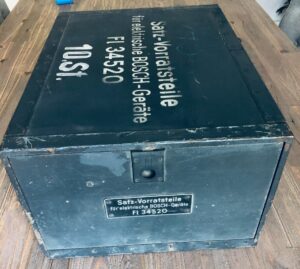 Satz-Vorratsteile
für elektrische BOSCH-Geräte
Fl 34520
10.St.
Satz-Vorratsteile
für elektrische BOSCH-Geräte
Fl 34520